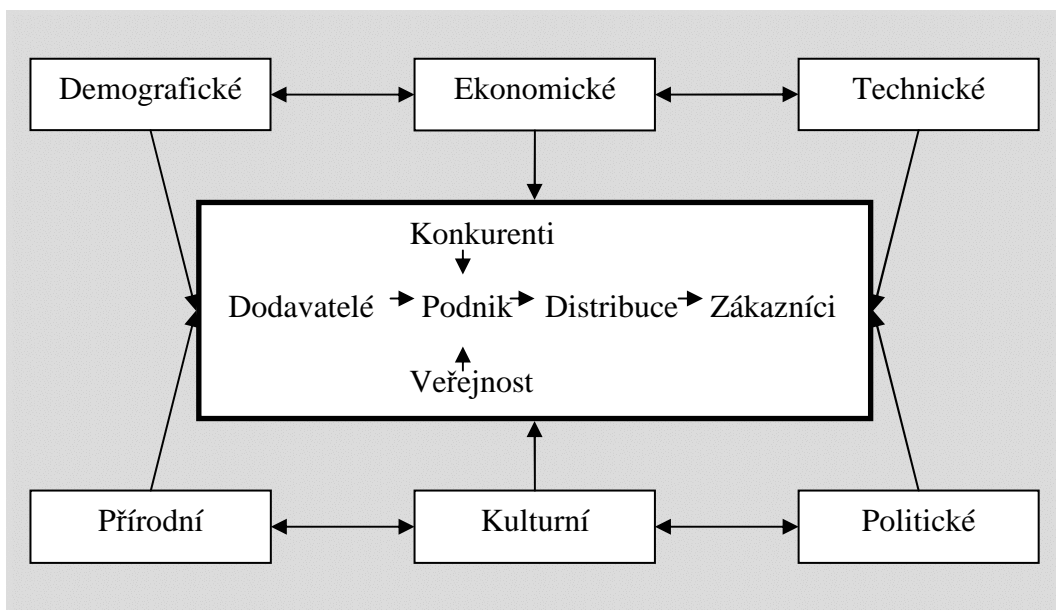 Demografické Ekonomické Technické
Konkurenti
Dodavatelé Podnik Distribuce Zákazníci
Veřejnost
Přírodní Kulturní Politické